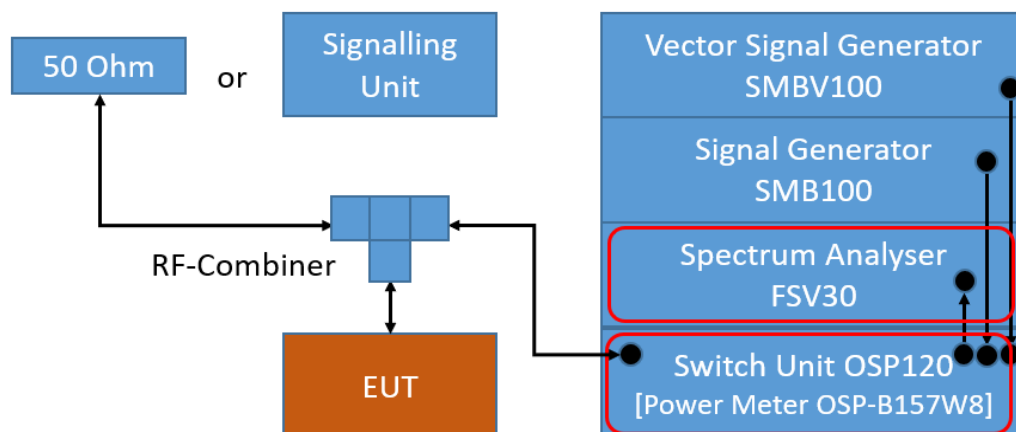 50 Ohm
or
Signalling
Unit
RF-Combiner
EUT
Vector Signal Generator
SMBV100
Signal Generator
SMB100
Spectrum Analyser
FSV30
Switch Unit OSP120
[Power Meter OSP-B157W8]